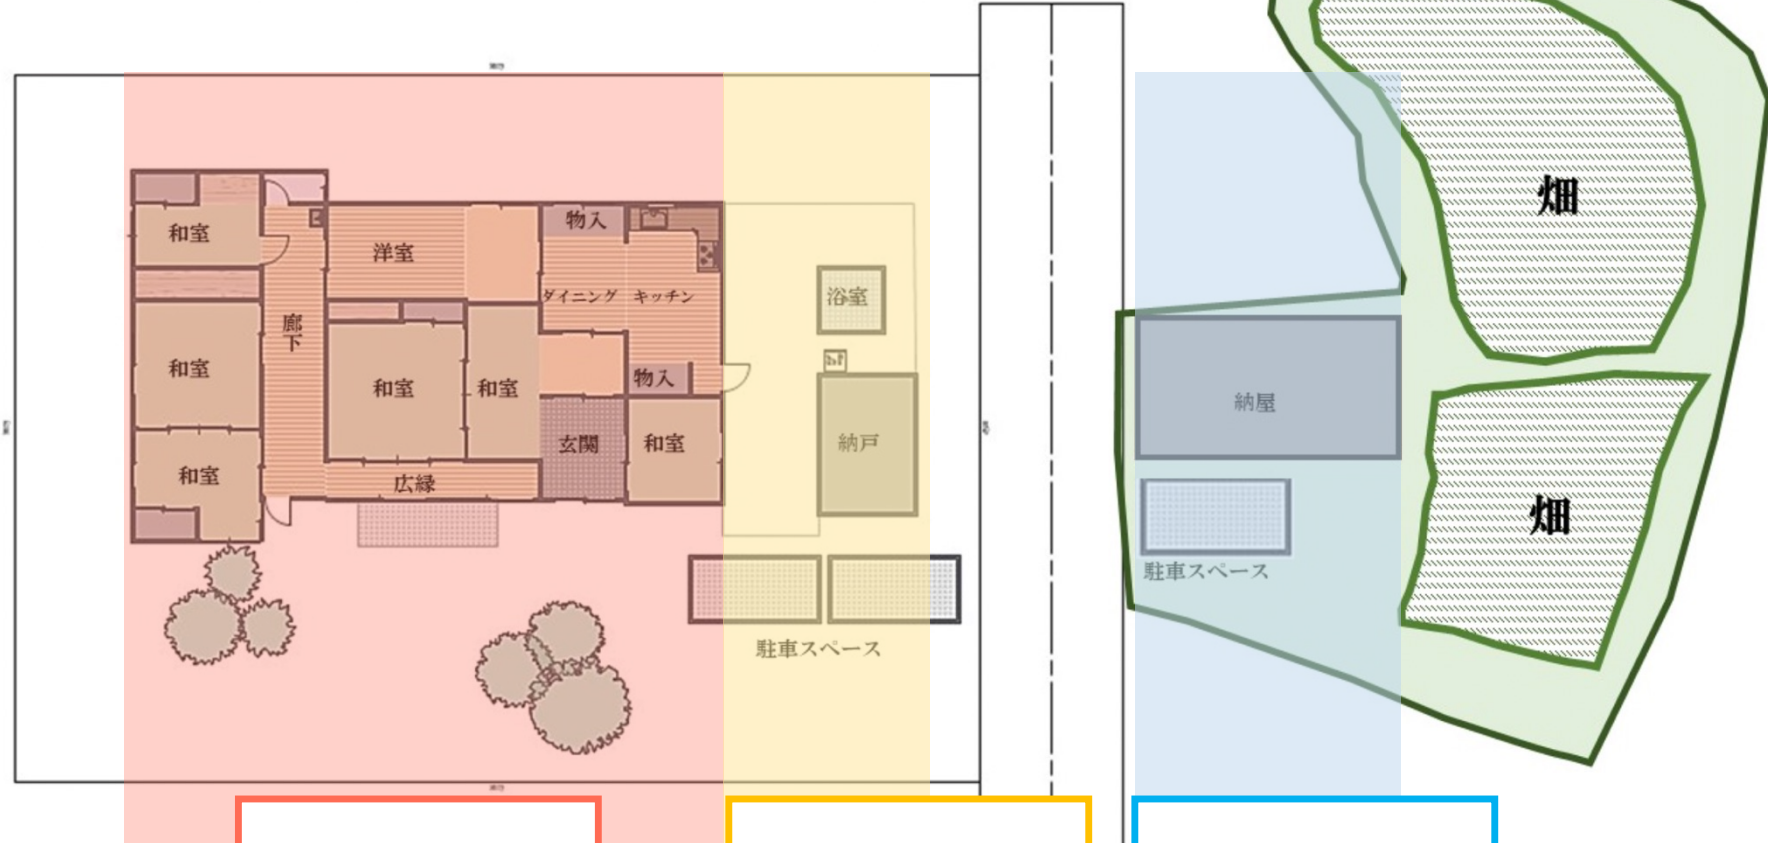 畑
和室
物入
洋室
浴室
ダイニング
キッチン
廊下
和室
和室
和室
物入
納屋
納戸
玄関
和室
和室
広縁
畑
駐車スペース
駐車スペース